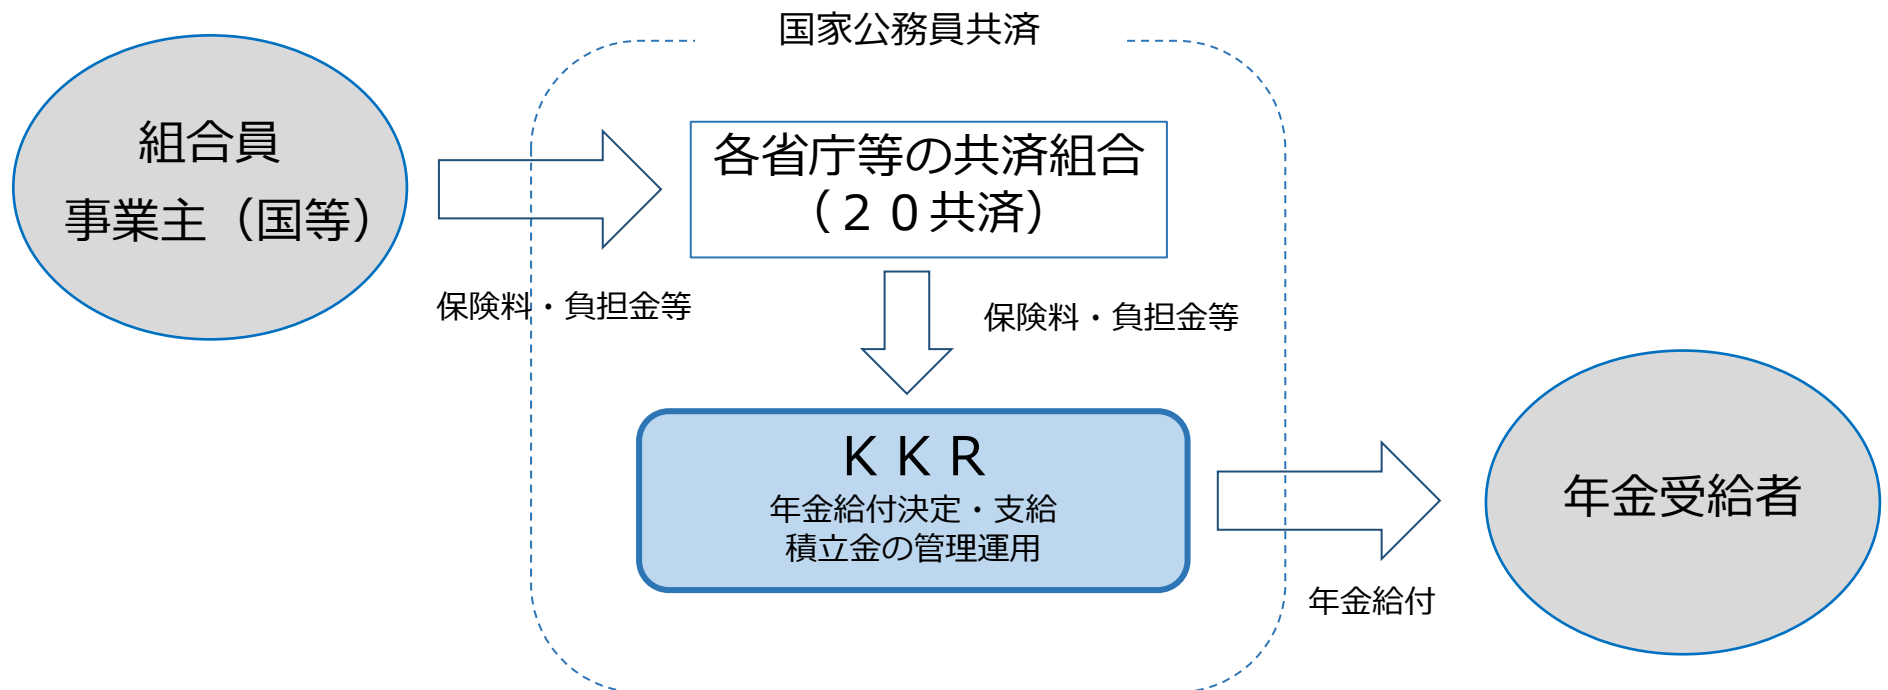 国家公務員共済
組合員
事業主（国等）
各省庁等の共済組合
（２０共済）
保険料・負担金等
保険料・負担金等
ＫＫＲ
年金給付決定・支給
積立金の管理運用
年金受給者
年金給付